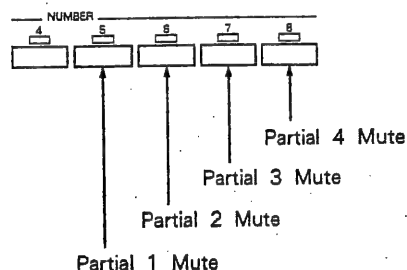 NUMBER
4 5 6 7 8
Partial 4 Mute
Partial 3 Mute
Partial 2 Mute
Partial 1 Mute